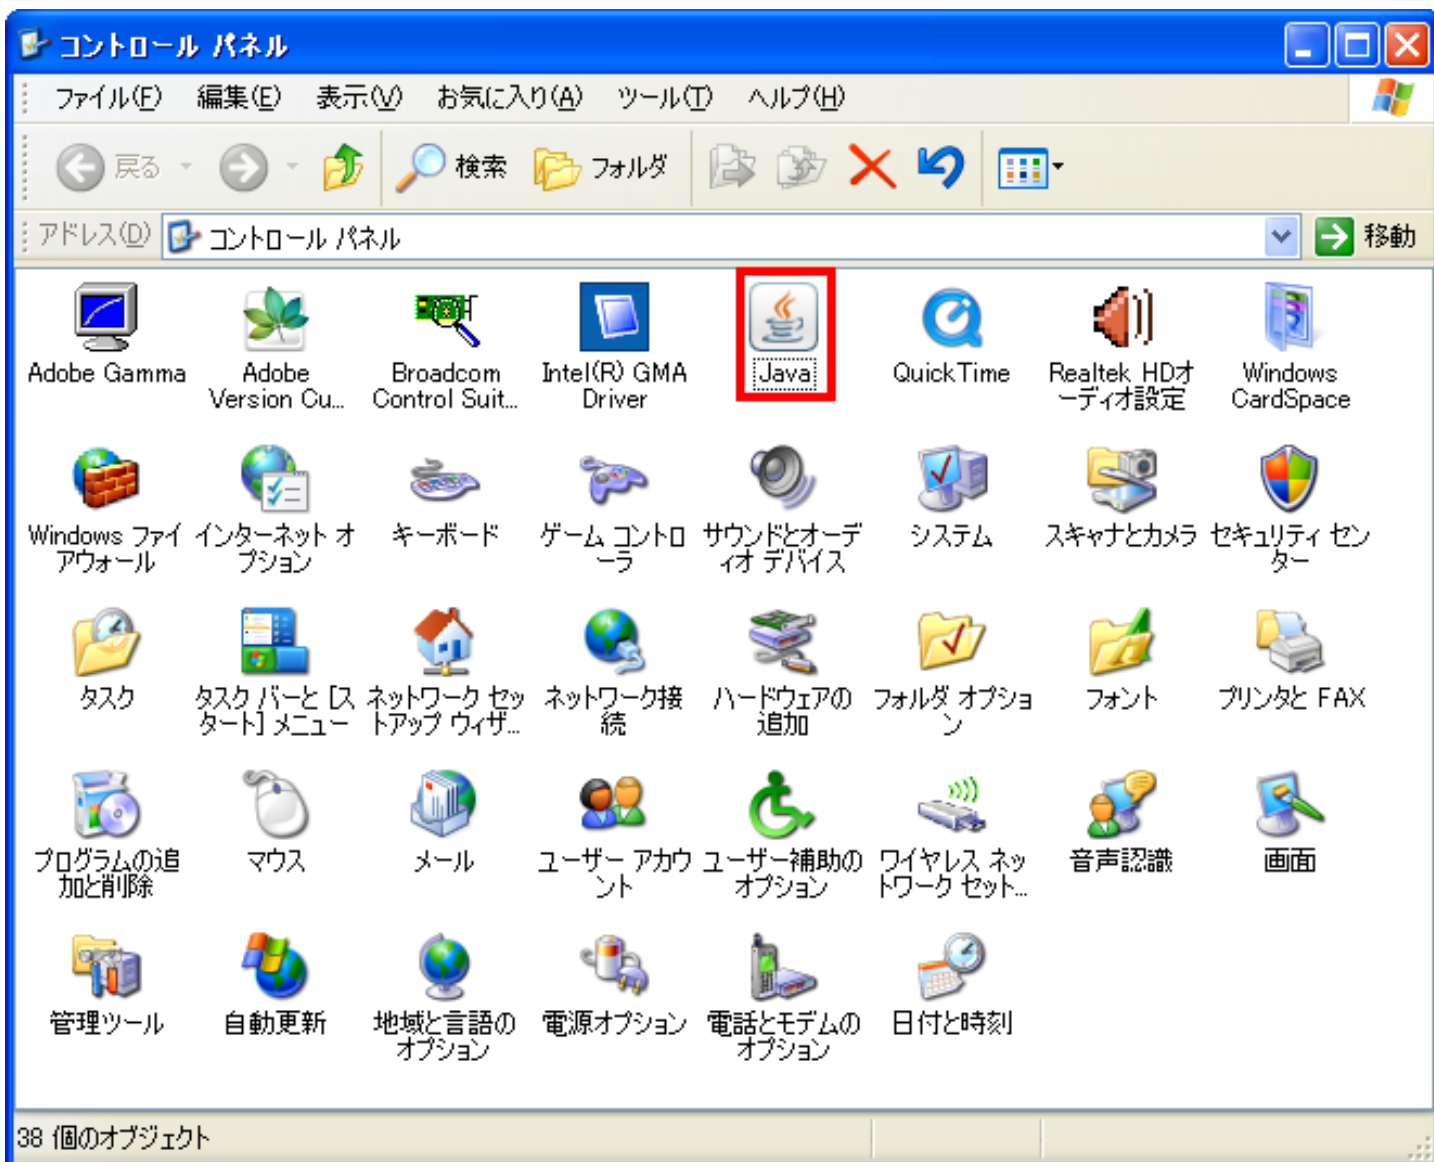 コントロール パネル
ファイル(F) 編集(E) 表示(V) お気に入り(A) ツール(T) ヘルプ(H)
戻る 検索 フォルダ
アドレス(D) コントロール パネル 移動
Adobe Gamma
Adobe
Version Cu...
Broadcom
Control Suit...
Intel(R) GMA
Driver
Java
QuickTime
Realtek HDオ
ーディオ設定
Windows
CardSpace
Windows ファイ
アウォール
インターネット オ
プション
キーボード
ゲーム コントロ
ーラ
サウンドとオーデ
ィオ デバイス
システム
スキャナとカメラ
セキュリティ セン
ター
タスク
タスク バーと [ス
タート] メニュー
ネットワーク セッ
トアップ ウィザ...
ネットワーク接
続
ハードウェアの
追加
フォルダ オプショ
ン
フォント
プリンタと FAX
プログラムの追
加と削除
マウス
メール
ユーザー アカウ
ント
ユーザー補助の
オプション
ワイヤレス ネッ
トワーク セット...
音声認識
画面
管理ツール
自動更新
地域と言語の
オプション
電源オプション
電話とモデムの
オプション
日付と時刻
38 個のオブジェクト